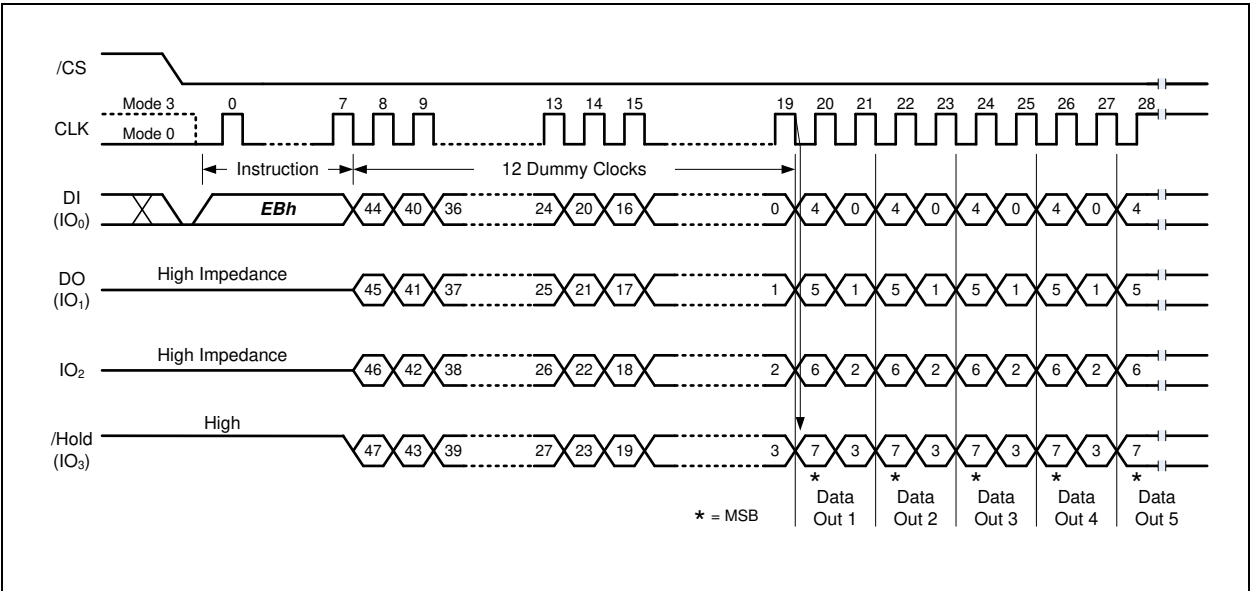 /CS
Mode 3 0 7 8 9 13 14 15 19 20 21 22 23 24 25 26 27 28
CLK
Mode 0
Instruction 12 Dummy Clocks
DI
(IO₀)
EBh 44 40 36 24 20 16 0 4 0 4 0 4 0 4 0 4
DO
(IO₁)
High Impedance 45 41 37 25 21 17 1 5 1 5 1 5 1 5 1 5
IO₂
High Impedance 46 42 38 26 22 18 2 6 2 6 2 6 2 6 2 6
/Hold
(IO₃)
High 47 43 39 27 23 19 3 7 3 7 3 7 3 7 3 7
* * * * *
* = MSB
Data Data Data Data Data
Out 1 Out 2 Out 3 Out 4 Out 5